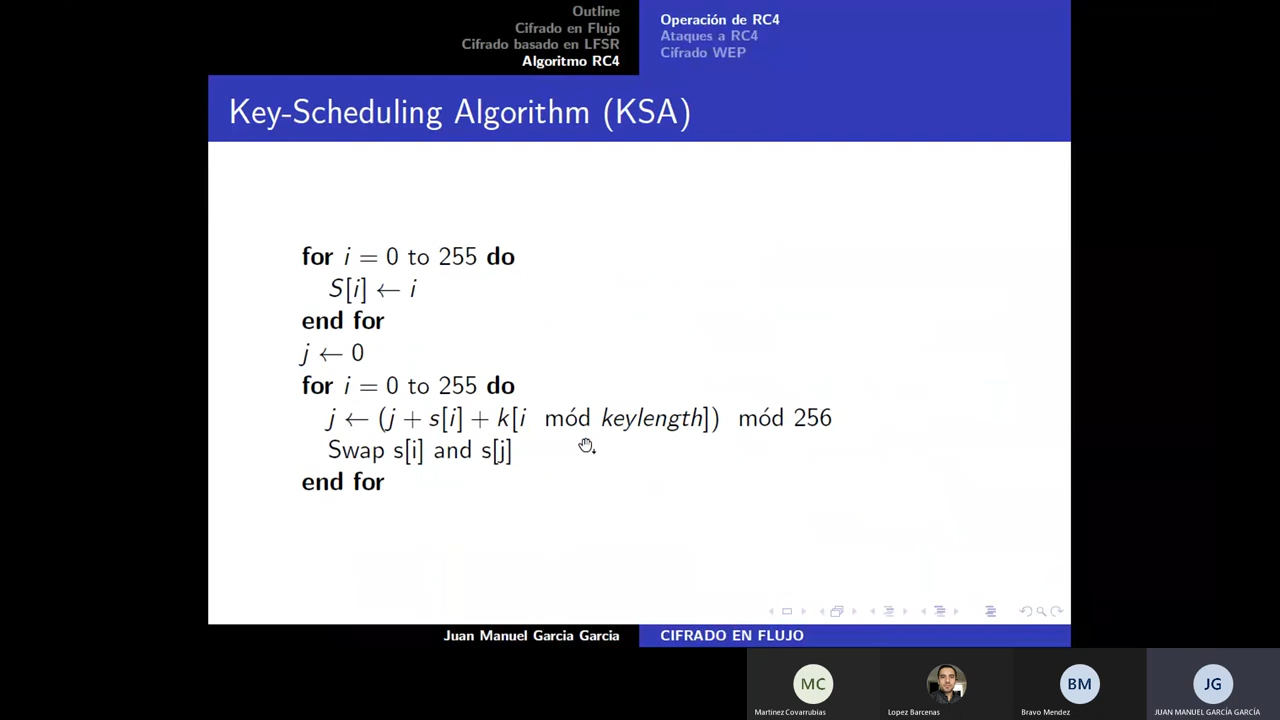 Outline
Cifrado en Flujo
Cifrado basado en LFSR
Algoritmo RC4
Operación de RC4
Ataques a RC4
Cifrado WEP
Key-Scheduling Algorithm (KSA)
for i = 0 to 255 do
S[i] ← i
end for
j ← 0
for i = 0 to 255 do
j ← (j + s[i] + k[i mód keylength]) mód 256
Swap s[i] and s[j]
end for
Juan Manuel Garcia Garcia
CIFRADO EN FLUJO
MC
BM
JG
Martinez Covarrubias
Lopez Barcenas
Bravo Mendez
JUAN MANUEL GARCÍA GARCÍA